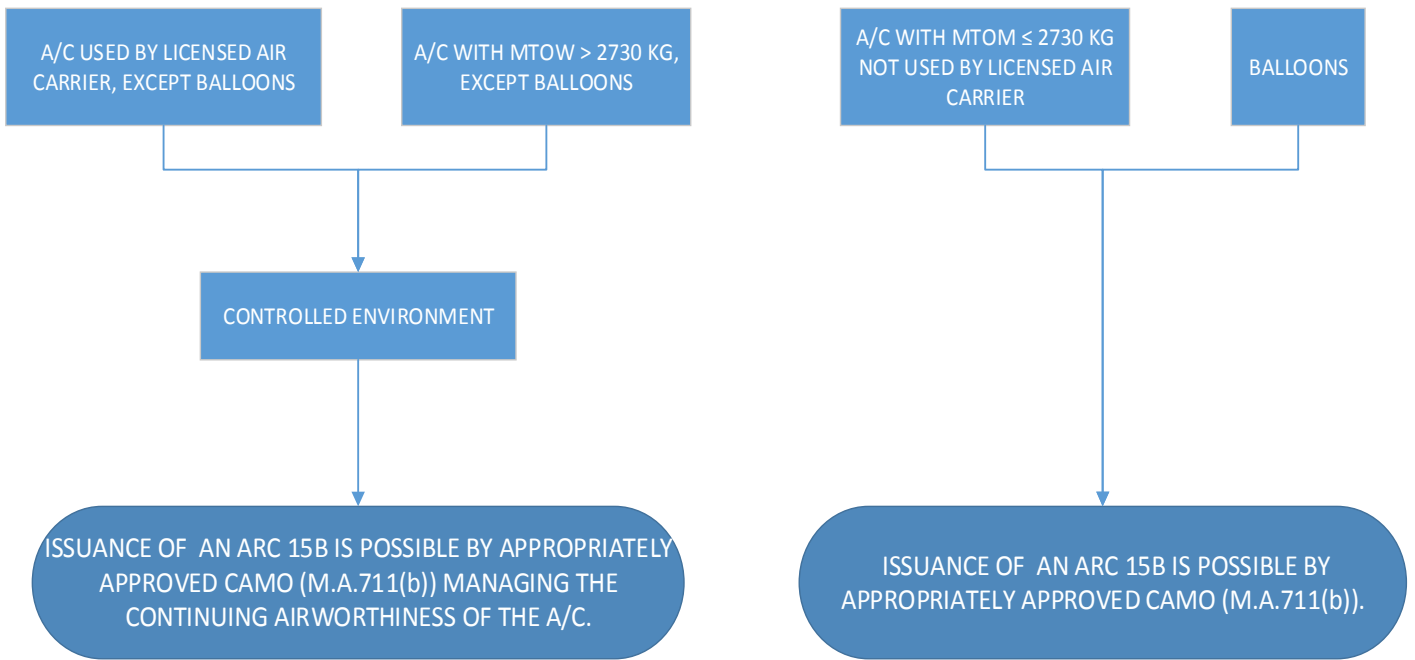 A/C USED BY LICENSED AIR
CARRIER, EXCEPT BALLOONS
A/C WITH MTOW > 2730 KG,
EXCEPT BALLOONS
A/C WITH MTOM ≤ 2730 KG
NOT USED BY LICENSED AIR
CARRIER
BALLOONS
CONTROLLED ENVIRONMENT
ISSUANCE OF AN ARC 15B IS POSSIBLE BY APPROPRIATELY
APPROVED CAMO (M.A.711(b)) MANAGING THE
CONTINUING AIRWORTHINESS OF THE A/C.
ISSUANCE OF AN ARC 15B IS POSSIBLE BY
APPROPRIATELY APPROVED CAMO (M.A.711(b)).